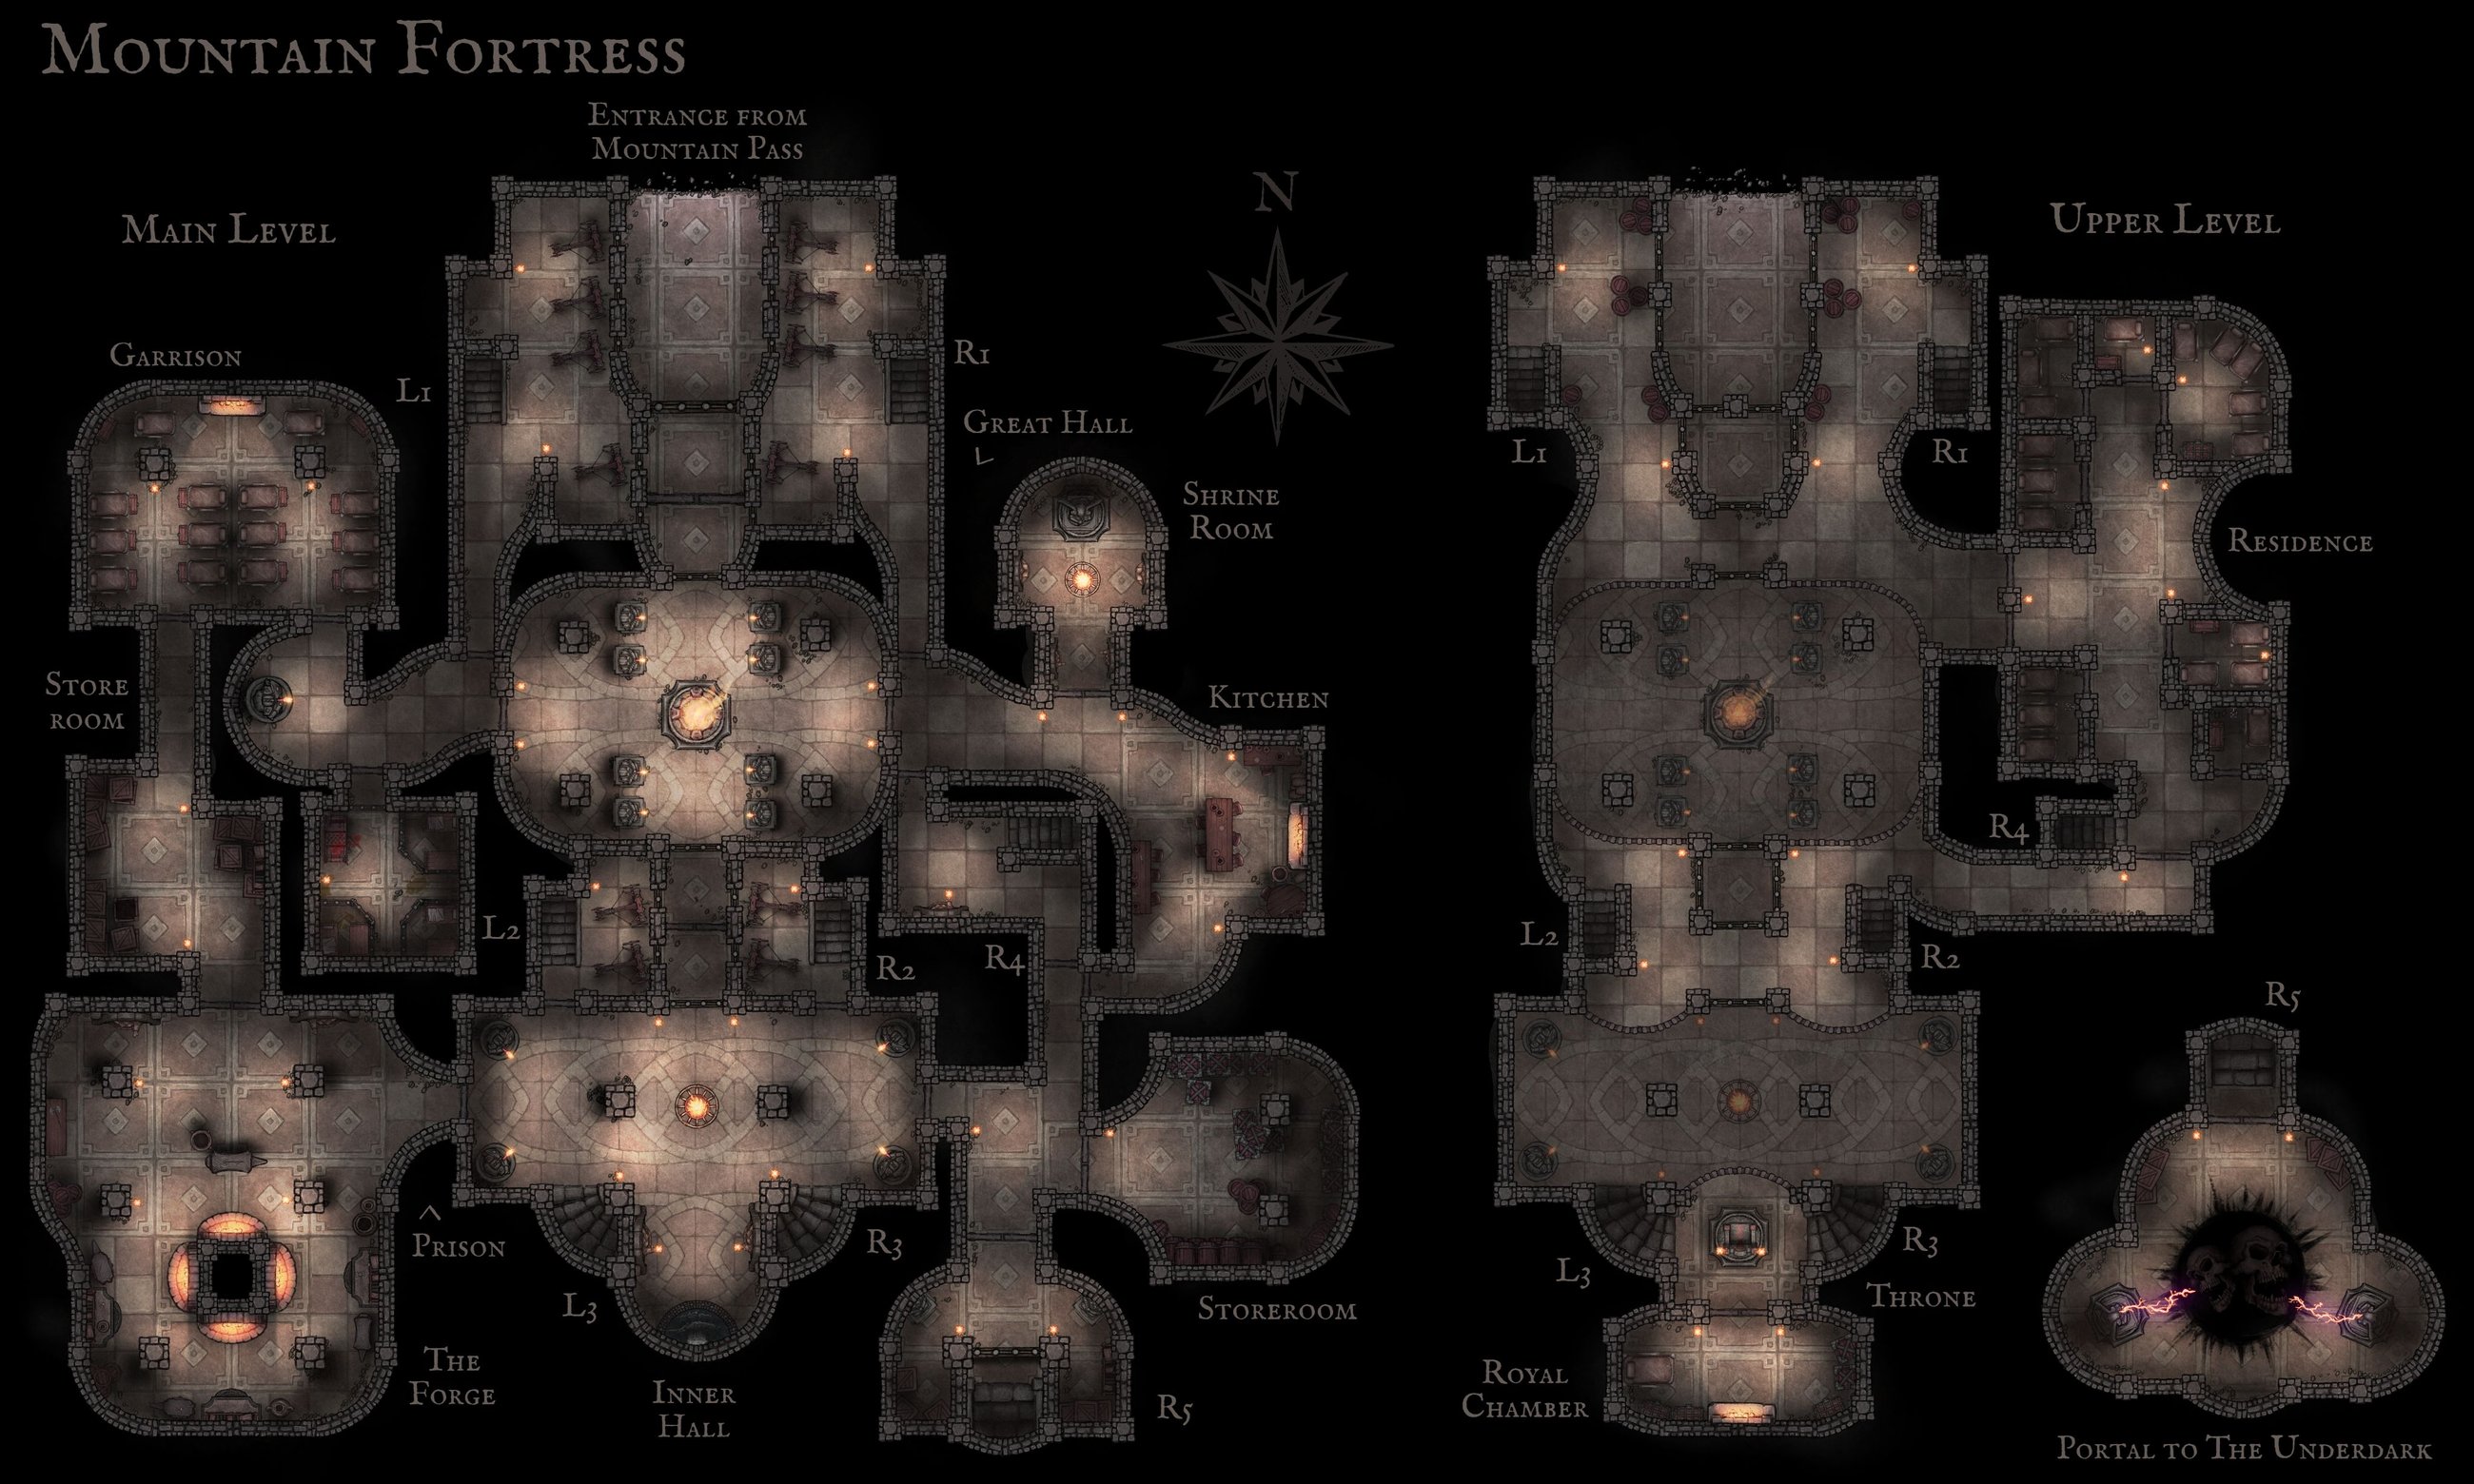 Mountain Fortress
Entrance from
Mountain Pass
Main Level
N
Upper Level
Garrison
L1
R1
Great Hall
Shrine
Room
Store
room
Kitchen
L2
R2
R4
Prison
R3
L3
Storeroom
The
Forge
Inner
Hall
R5
L1
R1
Residence
R4
L2
R2
R5
R3
L3
Throne
Royal
Chamber
Portal to The Underdark